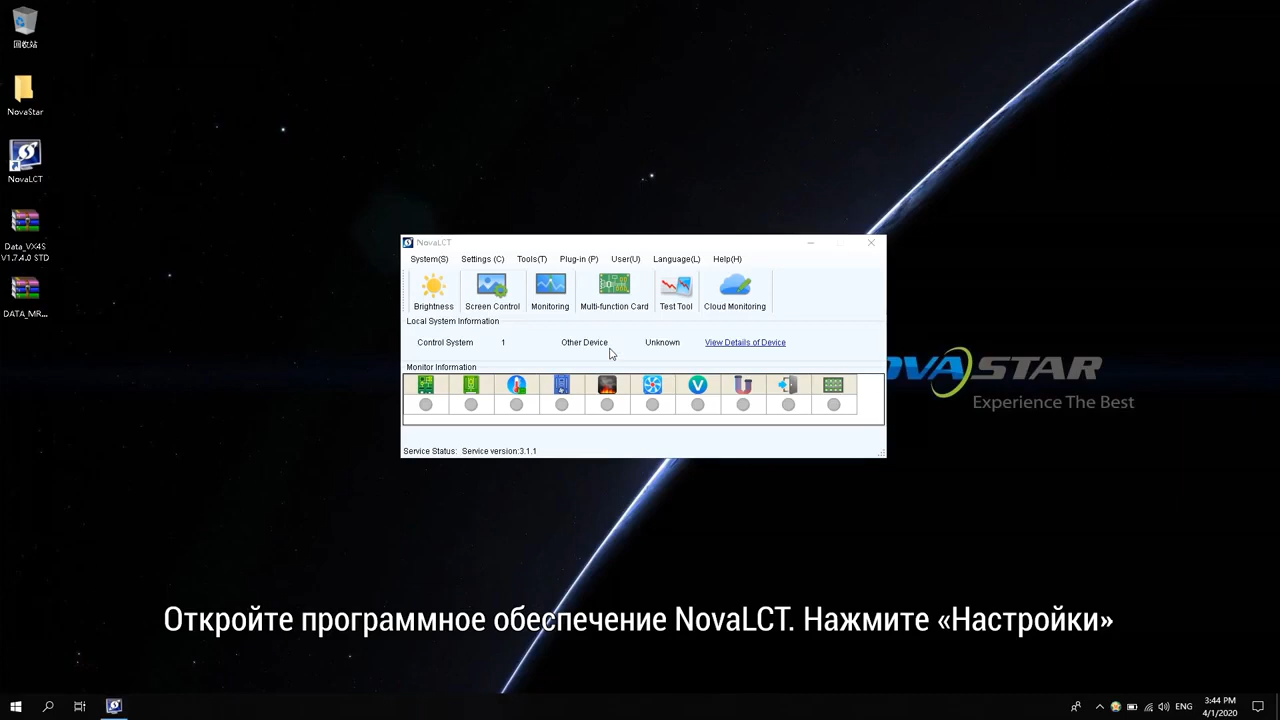 回收站
NovaStar
NovaLCT
Data_VX4S
V1.7.4.0 STD
DATA_MR...
NovaLCT
System(S) Settings (C) Tools(T) Plug-in (P) User(U) Language(L) Help(H)
Brightness Screen Control Monitoring Multi-function Card Test Tool Cloud Monitoring
Local System Information
Control System 1 Other Device Unknown View Details of Device
Monitor Information
Service Status: Service version:3.1.1
OVASTAR
Experience The Best
Откройте программное обеспечение NovaLCT. Нажмите «Настройки»
ENG
3:44 PM
4/1/2020